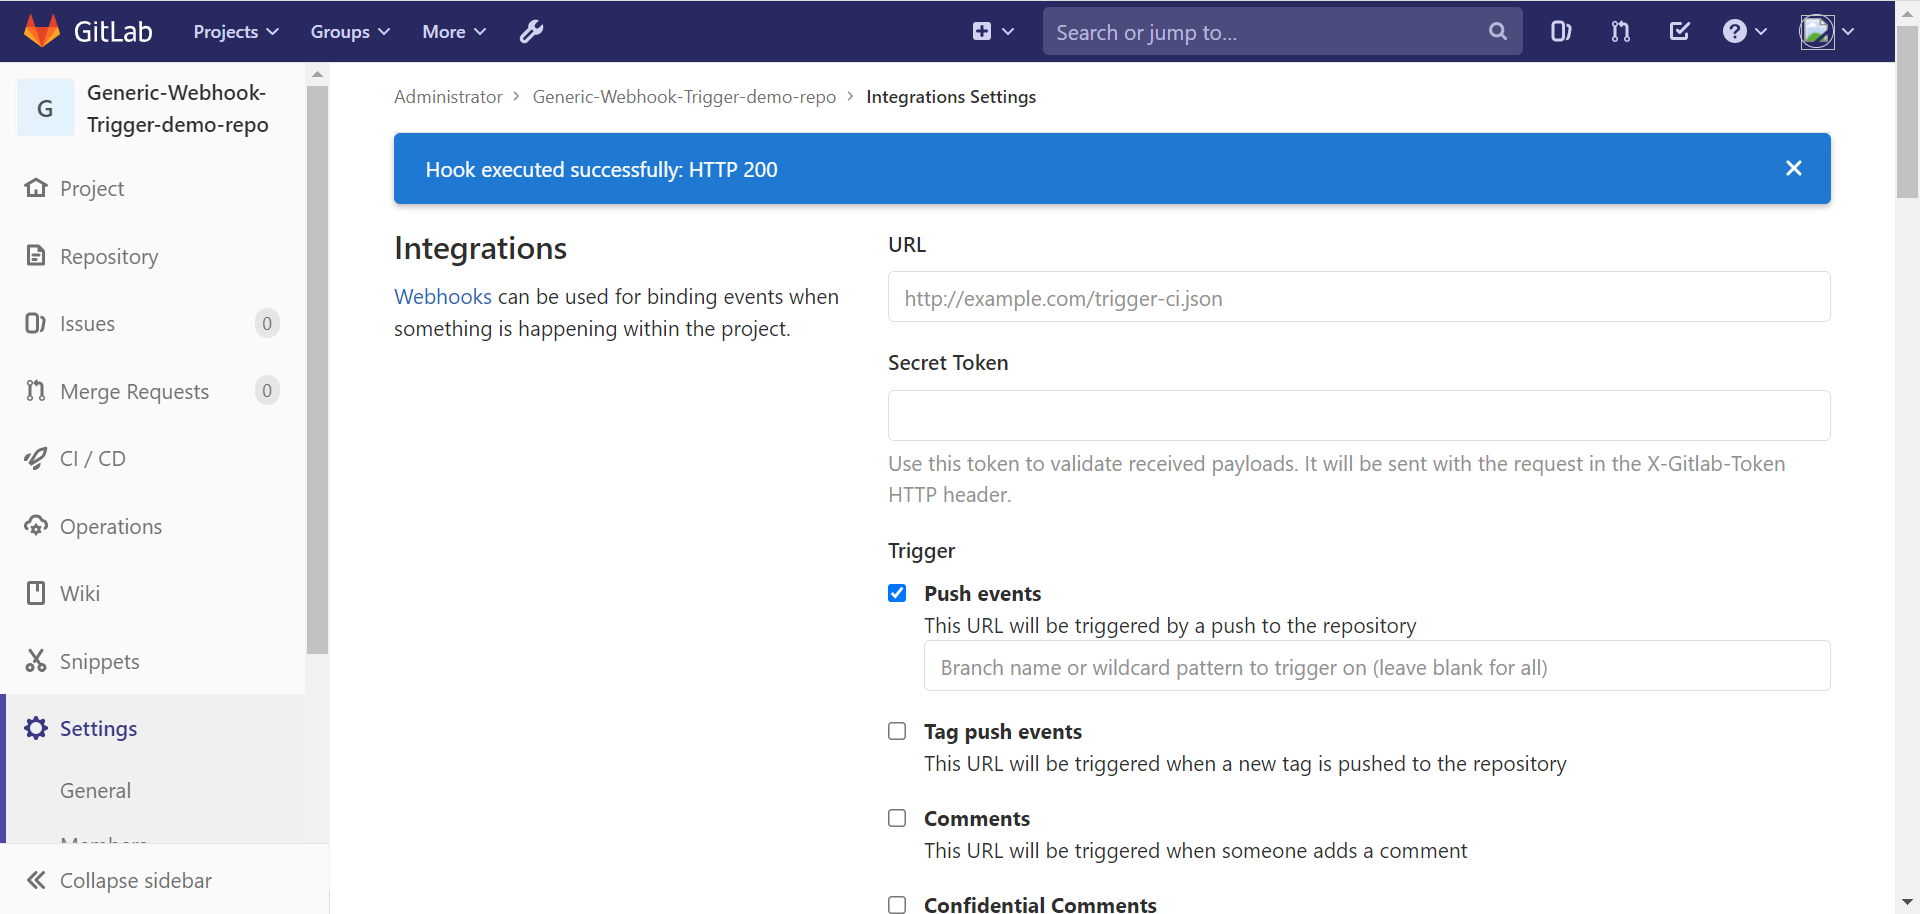 GitLab Projects Groups More Search or jump to...
G Generic-Webhook-
Trigger-demo-repo
Project
Repository
Issues 0
Merge Requests 0
CI / CD
Operations
Wiki
Snippets
Settings
General
Members
Collapse sidebar
Administrator > Generic-Webhook-Trigger-demo-repo > Integrations Settings
Hook executed successfully: HTTP 200
Integrations
Webhooks can be used for binding events when
something is happening within the project.
URL
http://example.com/trigger-ci.json
Secret Token
Use this token to validate received payloads. It will be sent with the request in the X-Gitlab-Token
HTTP header.
Trigger
Push events
This URL will be triggered by a push to the repository
Branch name or wildcard pattern to trigger on (leave blank for all)
Tag push events
This URL will be triggered when a new tag is pushed to the repository
Comments
This URL will be triggered when someone adds a comment
Confidential Comments